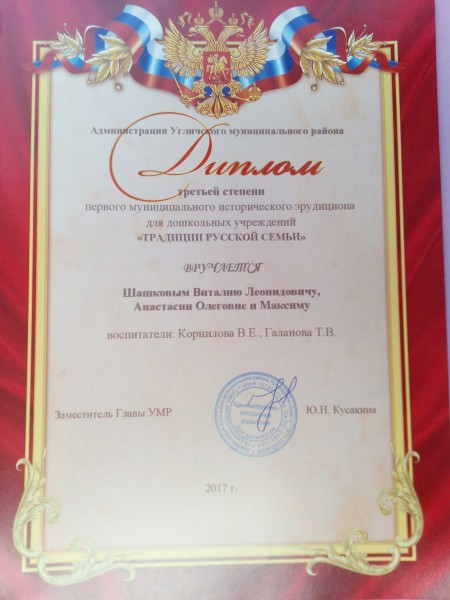 Администрация Угличского муниципального района
Диплом
третьей степени
первого муниципального исторического эрудициона
для дошкольных учреждений
«ТРАДИЦИИ РУССКОЙ СЕМЬИ»
ВРУЧАЕТСЯ
Шашковым Виталию Леонидовичу,
Анастасии Олеговне и Максиму
воспитатели: Корнилова В.Е., Галанова Т.В.
Заместитель Главы УМР
Ю.Н. Кусакина
2017 г.